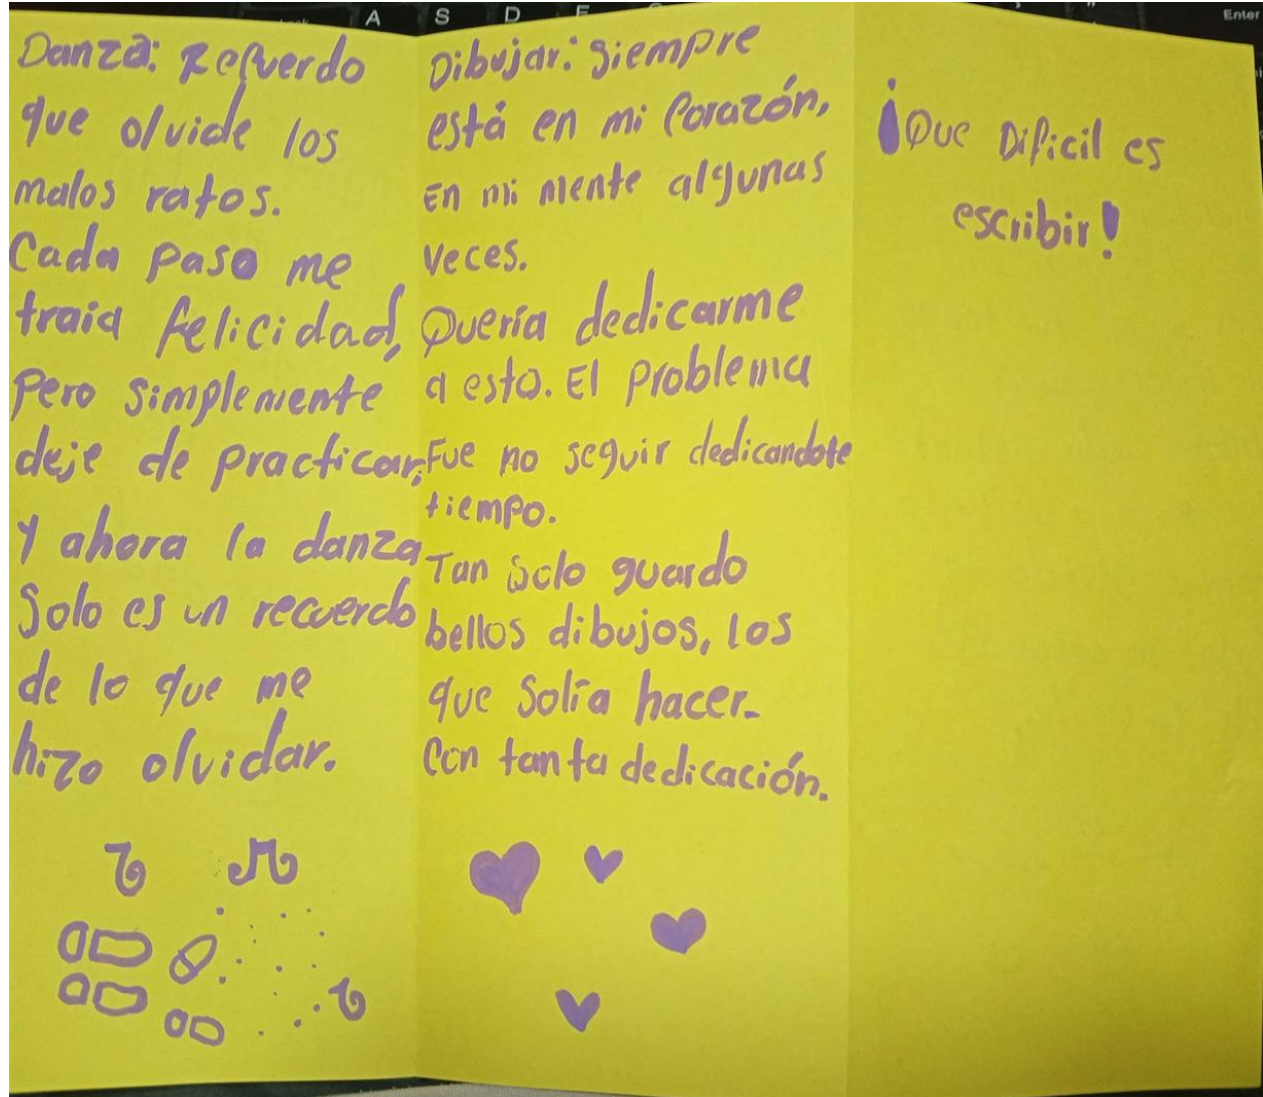 A S D
Enter
Danza: Recuerdo
que olvide los
malos ratos.
Cada paso me
traia felicidad,
Pero simplemente
deje de practicar,
Y ahora la danza
Solo es un recuerdo
de lo que me
hizo olvidar.
Dibujar: Siempre
está en mi Corazón,
En mi mente algunas
veces.
Quería dedicarme
a esto. El problema
Fue no seguir dedicandote
tiempo.
Tan solo guardo
bellos dibujos, los
que solía hacer.
Con tanta dedicación.
¡Que Dificil es
escribir!